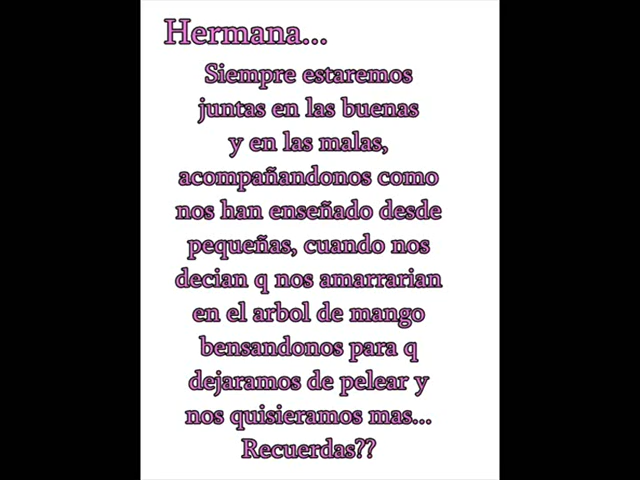 Hermana...
Siempre estaremos
juntas en las buenas
y en las malas,
acompañandonos como
nos han enseñado desde
pequeñas, cuando nos
decian q nos amarrarian
en el arbol de mango
bensandonos para q
dejaramos de pelear y
nos quisieramos mas...
Recuerdas??